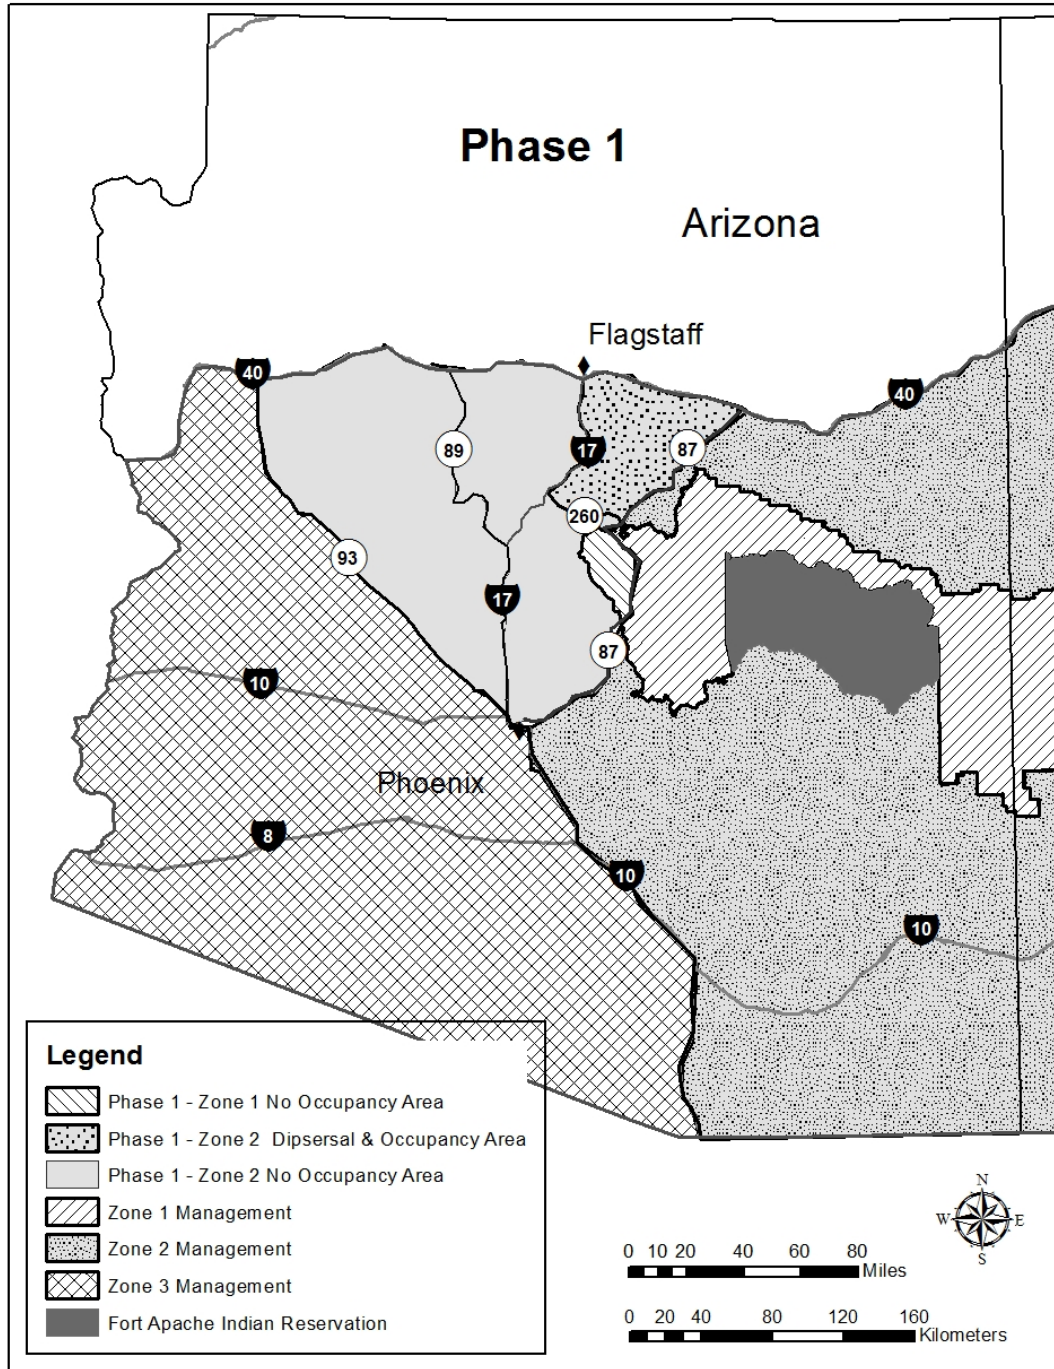 Phase 1
Arizona
Flagstaff
40
40
89
17
87
260
93
17
87
10
Phoenix
8
10
10
Legend
Phase 1 - Zone 1 No Occupancy Area
Phase 1 - Zone 2 Dipsersal & Occupancy Area
Phase 1 - Zone 2 No Occupancy Area
Zone 1 Management
Zone 2 Management
Zone 3 Management
Fort Apache Indian Reservation
N
W E
S
0 10 20 40 60 80
Miles
0 20 40 80 120 160
Kilometers